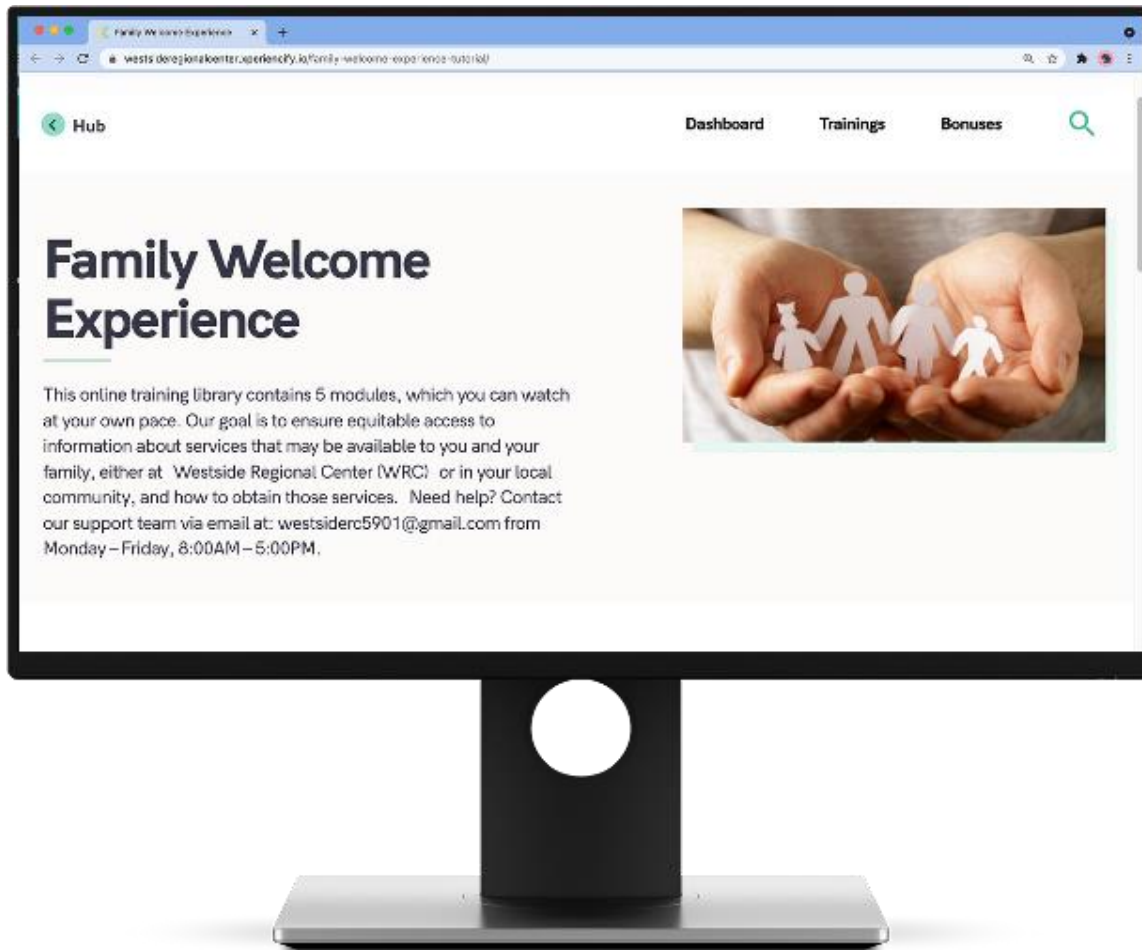 Family Welcome Experience
westsideregionalcenter.xperiencify.io/family-welcome-experience-tutorial/
Hub
Dashboard Trainings Bonuses
Family Welcome
Experience
This online training library contains 5 modules, which you can watch
at your own pace. Our goal is to ensure equitable access to
information about services that may be available to you and your
family, either at Westside Regional Center (WRC) or in your local
community, and how to obtain those services. Need help? Contact
our support team via email at: westsiderc5901@gmail.com from
Monday – Friday, 8:00AM – 5:00PM.